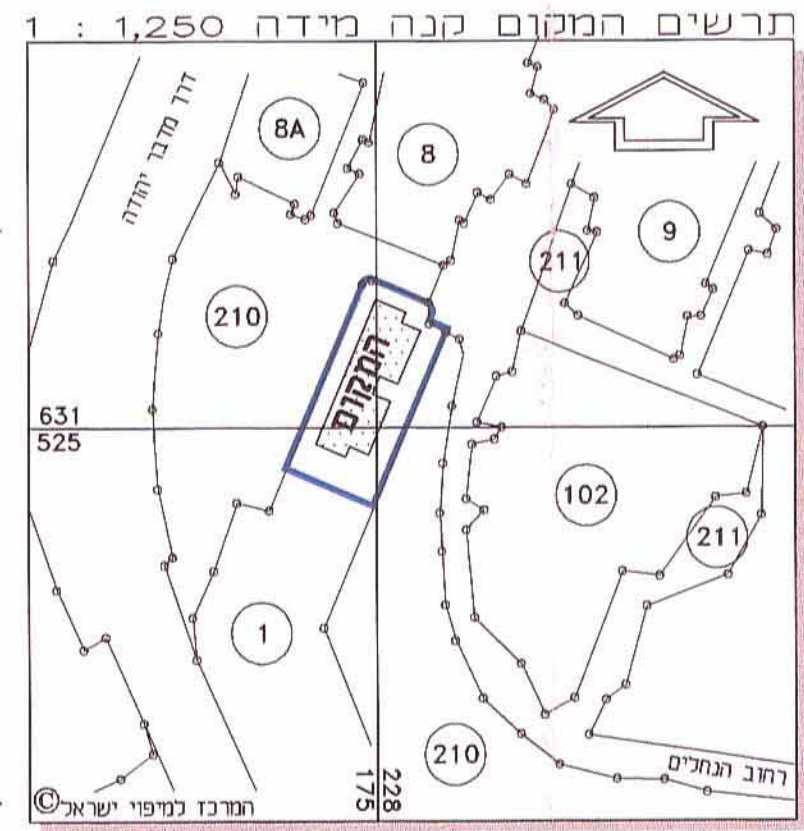 תרשים המקום קנה מידה 1,250 : 1
דרך מדבר יהודה
8A
8
9
211
210
המקום
631
525
102
211
1
210
רחוב הנחלים
175
228
המרכז למיפוי ישראל ©